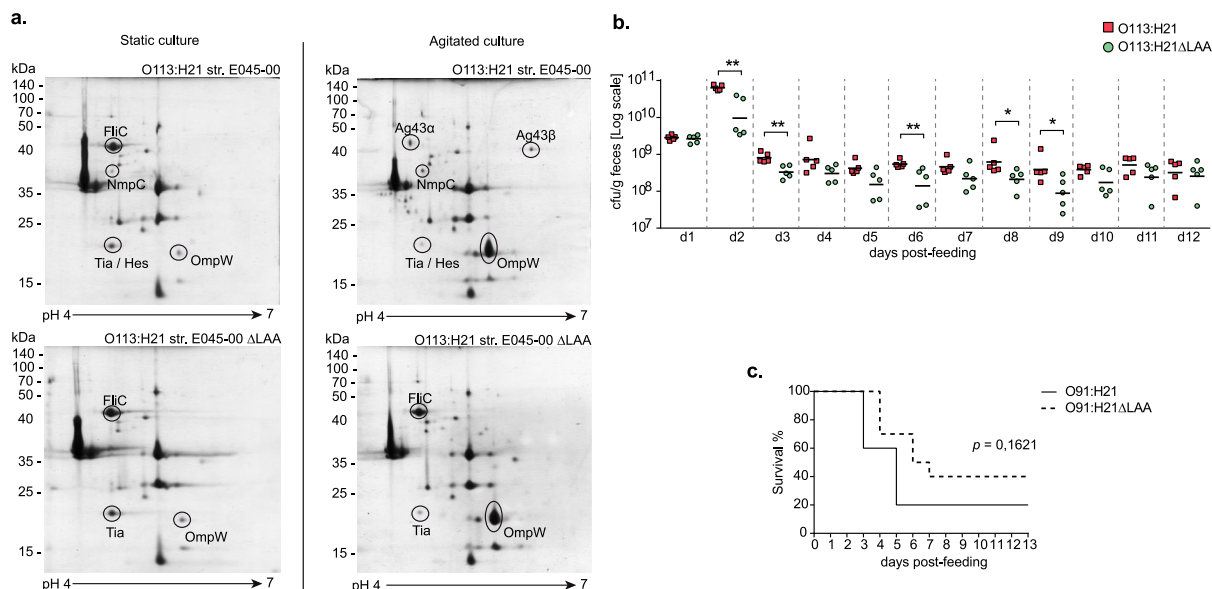 a.
Static culture
Agitated culture
kDa
O113:H21 str. E045-00
140 -
100 -
70 -
50 -
40 -
35 -
25 -
15 -
FliC
NmpC
Tia / Hes
OmpW
pH 4
7
kDa
O113:H21 str. E045-00
140 -
100 -
70 -
50 -
40 -
35 -
25 -
15 -
Ag43α
Ag43β
NmpC
Tia / Hes
OmpW
pH 4
7
kDa
O113:H21 str. E045-00 ΔLAA
140 -
100 -
70 -
50 -
40 -
35 -
25 -
15 -
FliC
Tia
OmpW
pH 4
7
kDa
O113:H21 str. E045-00 ΔLAA
140 -
100 -
70 -
50 -
40 -
35 -
25 -
15 -
FliC
Tia
OmpW
pH 4
7
b.
O113:H21
O113:H21ΔLAA
cfu/g feces [Log scale]
10^11
10^10
10^9
10^8
10^7
**
**
**
*
*
d1 d2 d3 d4 d5 d6 d7 d8 d9 d10 d11 d12
days post-feeding
c.
O91:H21
O91:H21ΔLAA
p = 0,1621
Survival %
100
80
60
40
20
0
0 1 2 3 4 5 6 7 8 9 10 11 12 13
days post-feeding